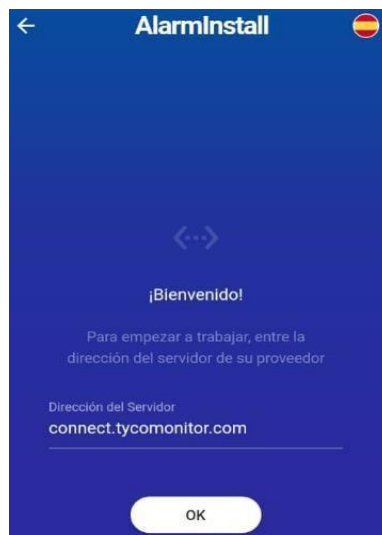 AlarmInstall
¡Bienvenido!
Para empezar a trabajar, entre la
dirección del servidor de su proveedor
Dirección del Servidor
connect.tycomonitor.com
OK